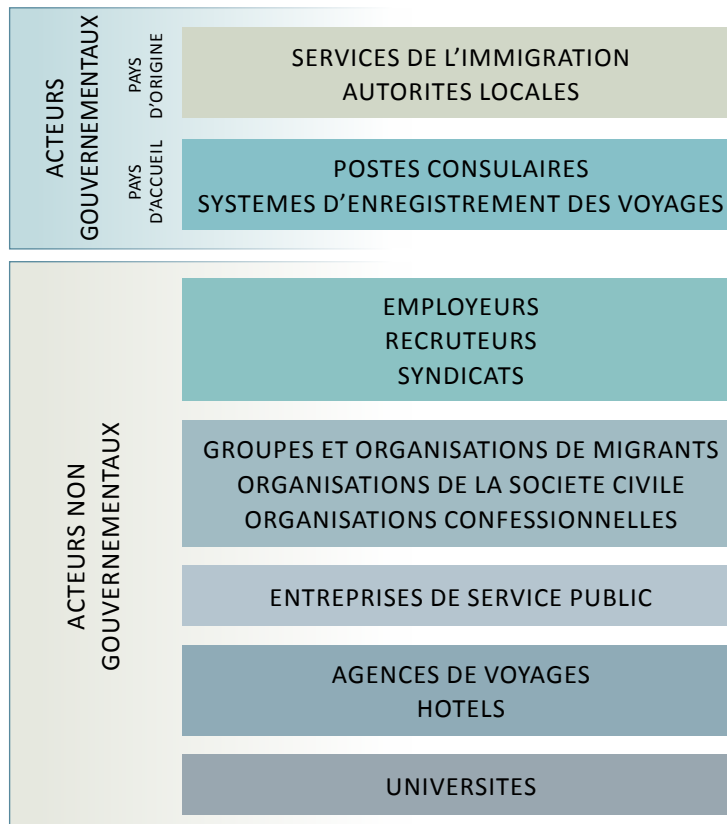 ACTEURS
GOUVERNEMENTAUX
PAYS
D'ORIGINE
SERVICES DE L’IMMIGRATION
AUTORITES LOCALES
PAYS
D'ACCUEIL
POSTES CONSULAIRES
SYSTEMES D’ENREGISTREMENT DES VOYAGES
ACTEURS NON
GOUVERNEMENTAUX
EMPLOYEURS
RECRUTEURS
SYNDICATS
GROUPES ET ORGANISATIONS DE MIGRANTS
ORGANISATIONS DE LA SOCIETE CIVILE
ORGANISATIONS CONFESSIONNELLES
ENTREPRISES DE SERVICE PUBLIC
AGENCES DE VOYAGES
HOTELS
UNIVERSITES